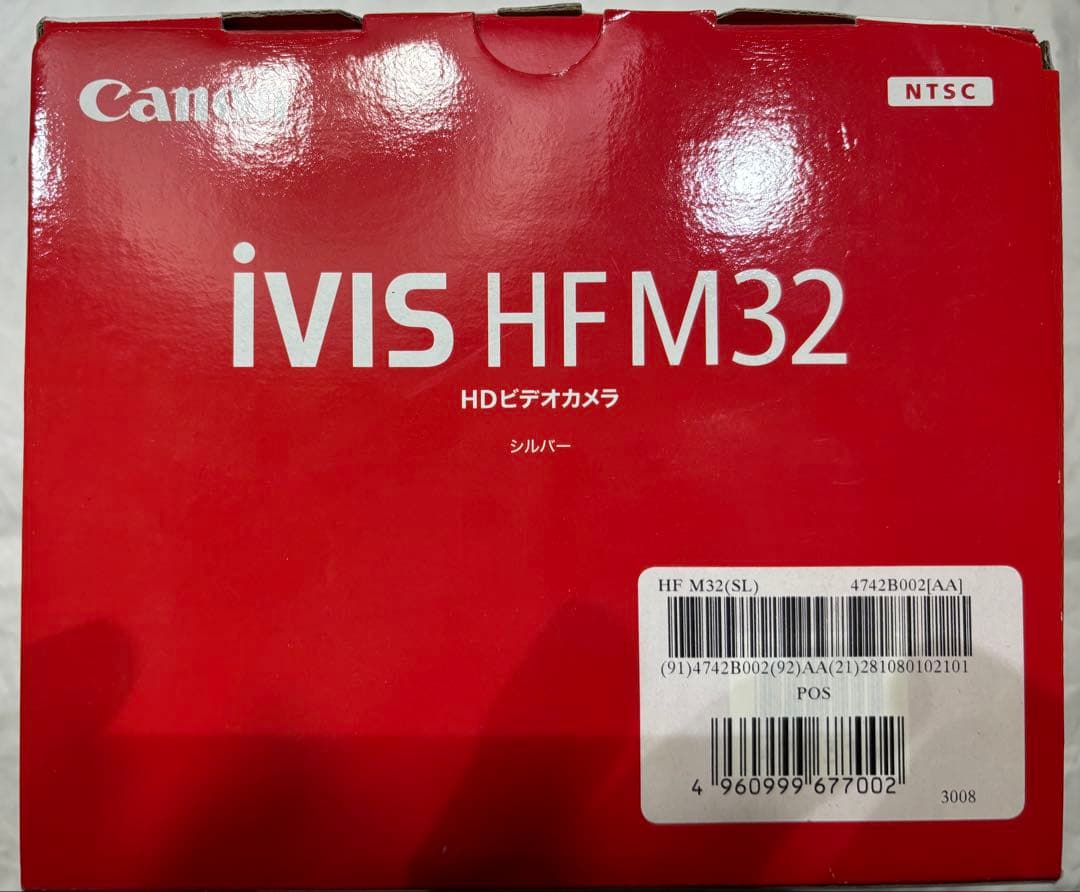 Canon
NTSC
iVIS HF M32
HDビデオカメラ
シルバー
HF M32(SL) 4742B002[AA]
(91)4742B002(92)AA(21)281080102101
POS
4 960999 677002
3008